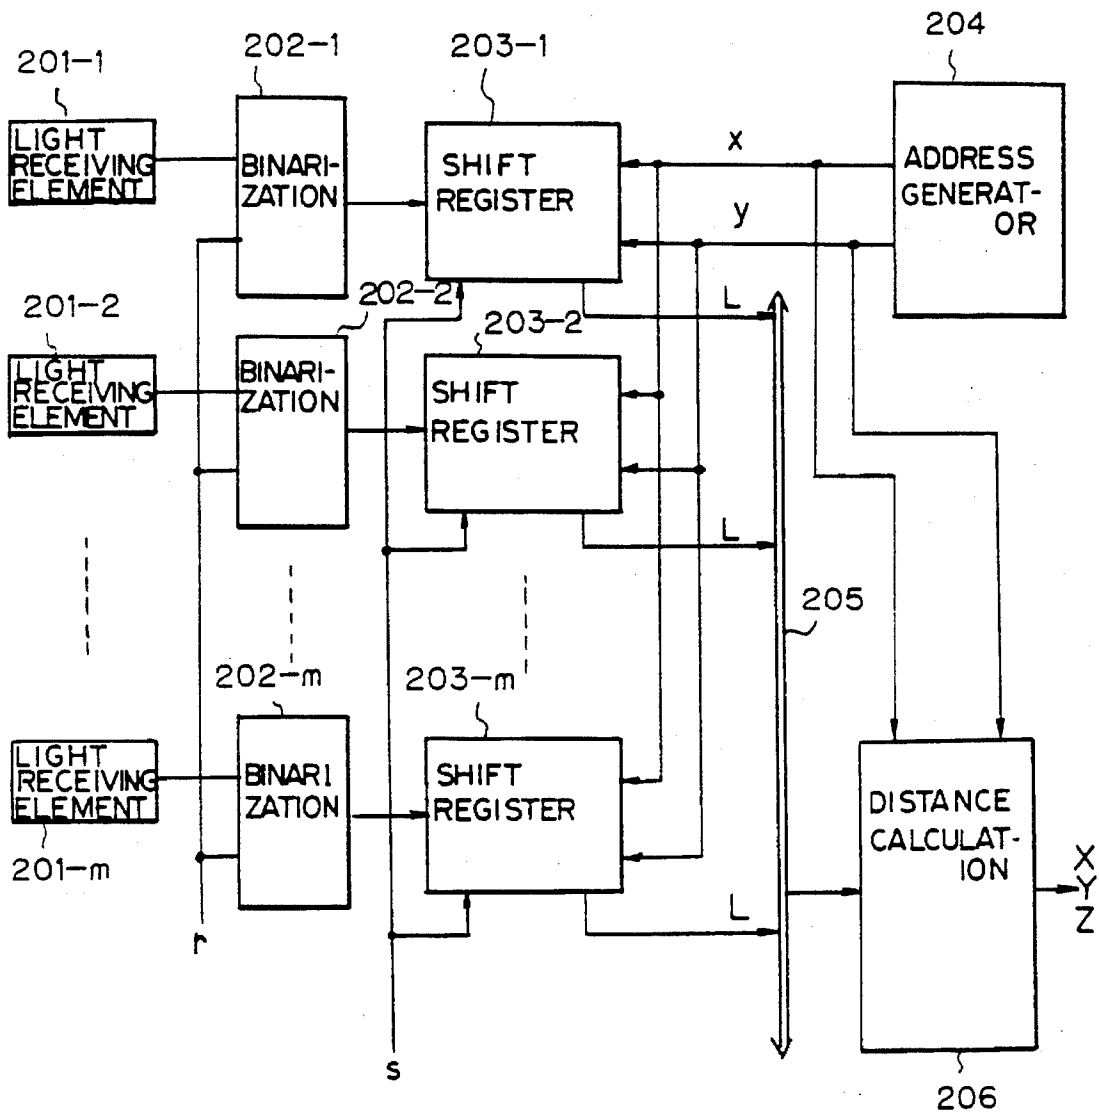 201-1
202-1
203-1
204
LIGHT
RECEIVING
ELEMENT
BINARI-
ZATION
SHIFT
REGISTER
x
y
ADDRESS
GENERAT-
OR
201-2
202-2
203-2
L
LIGHT
RECEIVING
ELEMENT
BINARI-
ZATION
SHIFT
REGISTER
L
205
202-m
203-m
LIGHT
RECEIVING
ELEMENT
201-m
BINARI
ZATION
SHIFT
REGISTER
L
DISTANCE
CALCULAT-
ION
X
Y
Z
r
s
206